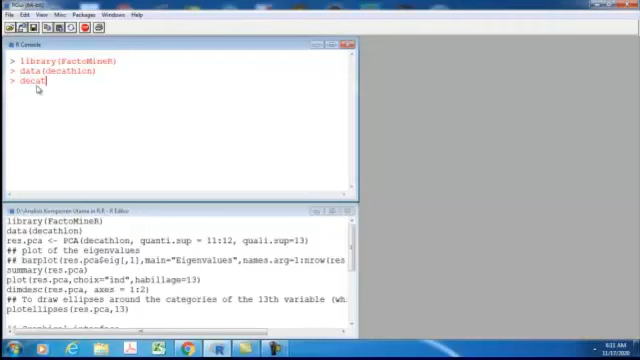 RGui (64-bit)
File Edit View Misc Packages Windows Help
R Console
> library(FactoMineR)
> data(decathlon)
> decat
D:\Analisis Komponen Utama in R.R - R Editor
library(FactoMineR)
data(decathlon)
res.pca <- PCA(decathlon, quanti.sup = 11:12, quali.sup=13)
## plot of the eigenvalues
## barplot(res.pca$eig[,1],main="Eigenvalues",names.arg=1:nrow(res
summary(res.pca)
plot(res.pca,choix="ind",habillage=13)
dimdesc(res.pca, axes = 1:2)
## To draw ellipses around the categories of the 13th variable (wh
plotellipses(res.pca,13)
## Graphical interface
6:11 AM
11/17/2020